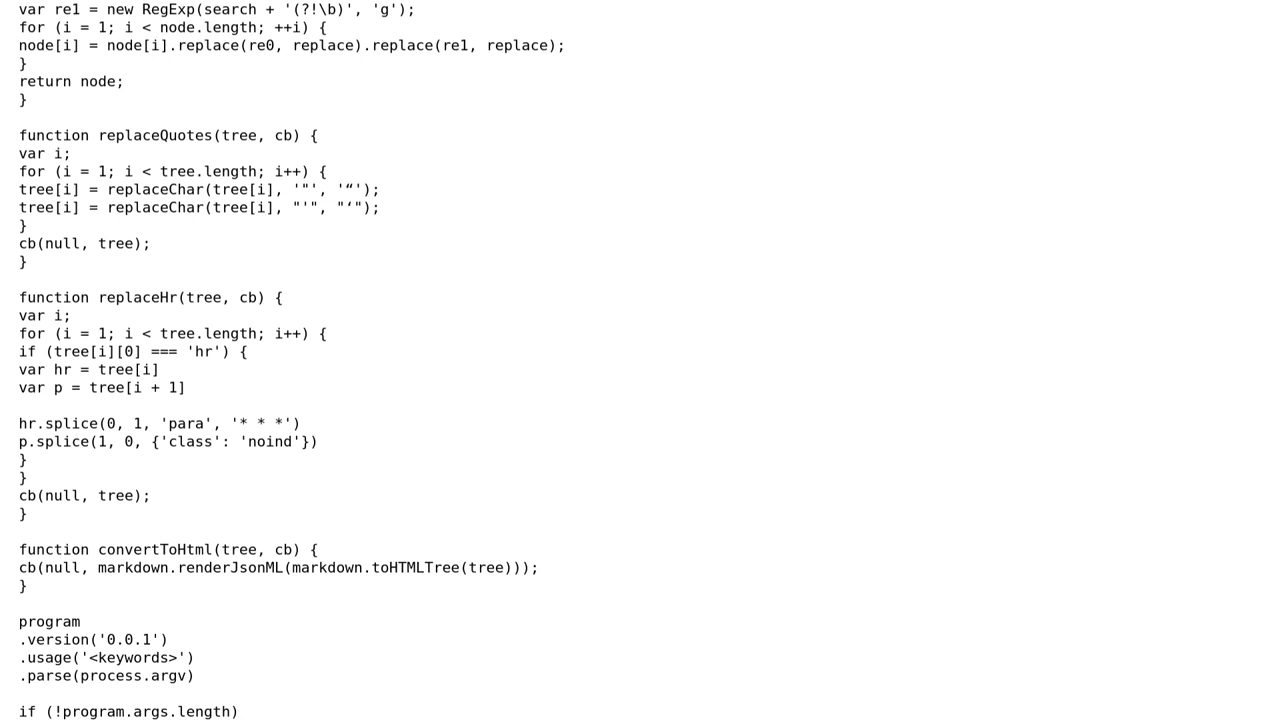 var re1 = new RegExp(search + '(?!\b)', 'g');
for (i = 1; i < node.length; ++i) {
node[i] = node[i].replace(re0, replace).replace(re1, replace);
}
return node;
}
function replaceQuotes(tree, cb) {
var i;
for (i = 1; i < tree.length; i++) {
tree[i] = replaceChar(tree[i], '"', '“');
tree[i] = replaceChar(tree[i], "'", "‘");
}
cb(null, tree);
}
function replaceHr(tree, cb) {
var i;
for (i = 1; i < tree.length; i++) {
if (tree[i][0] === 'hr') {
var hr = tree[i]
var p = tree[i + 1]
hr.splice(0, 1, 'para', '* * *')
p.splice(1, 0, {'class': 'noind'})
}
}
cb(null, tree);
}
function convertToHtml(tree, cb) {
cb(null, markdown.renderJsonML(markdown.toHTMLTree(tree)));
}
program
.version('0.0.1')
.usage('<keywords>')
.parse(process.argv)
if (!program.args.length)